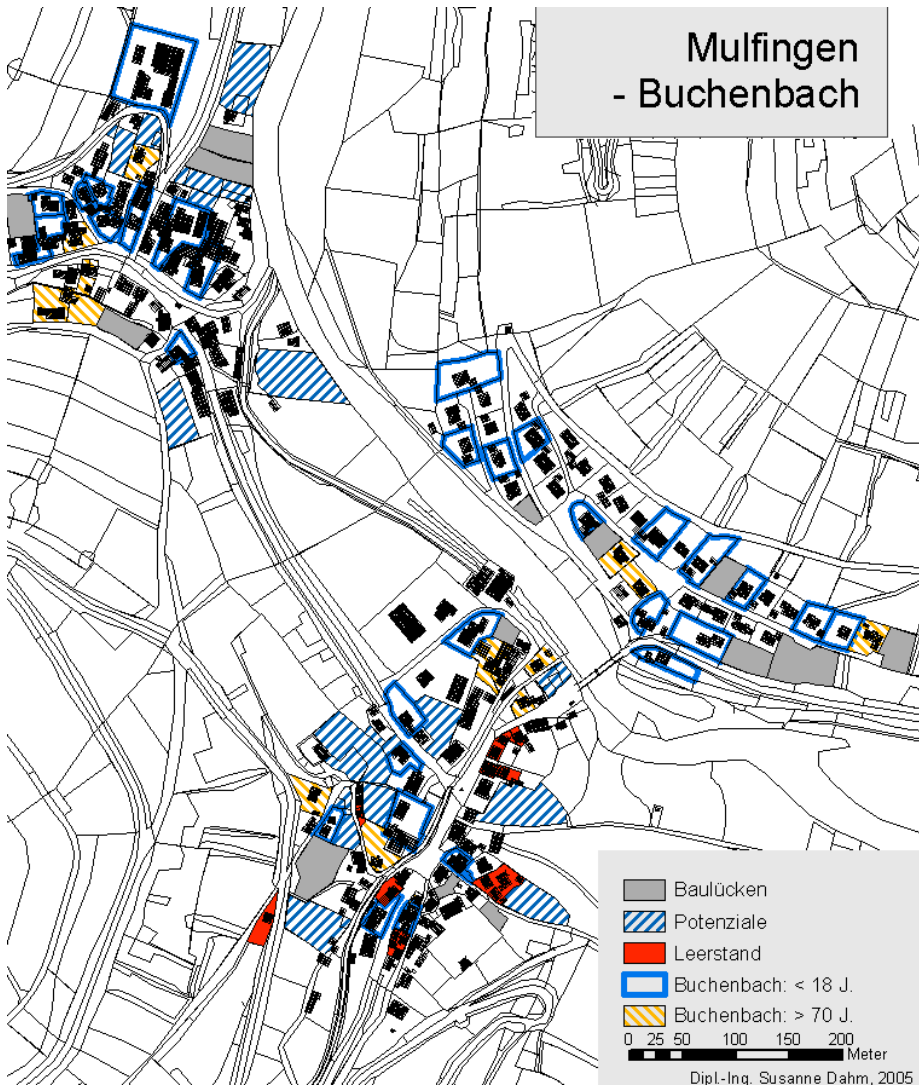 Mulfingen
- Buchenbach
Baulücken
Potenziale
Leerstand
Buchenbach: < 18 J.
Buchenbach: > 70 J.
0 25 50 100 150 200
Meter
Dipl.-Ing. Susanne Dahm, 2005